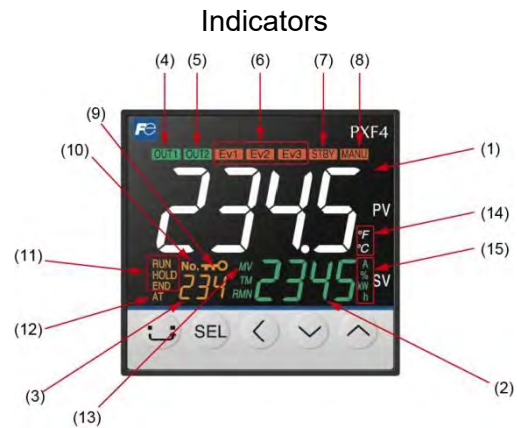 Indicators
(4) (5) (6) (7) (8)
(9)
(10)
Fe PXF4
OUT1 OUT2 Ev1 Ev2 Ev3 STBY MANU
(1)
234.5
PV
°F
°C
(14)
(15)
(11)
RUN
HOLD
END
AT
No.
234
MV
TM
RMN
2345
A
%
kW
h
SV
(12)
SEL
(3)
(13)
(2)